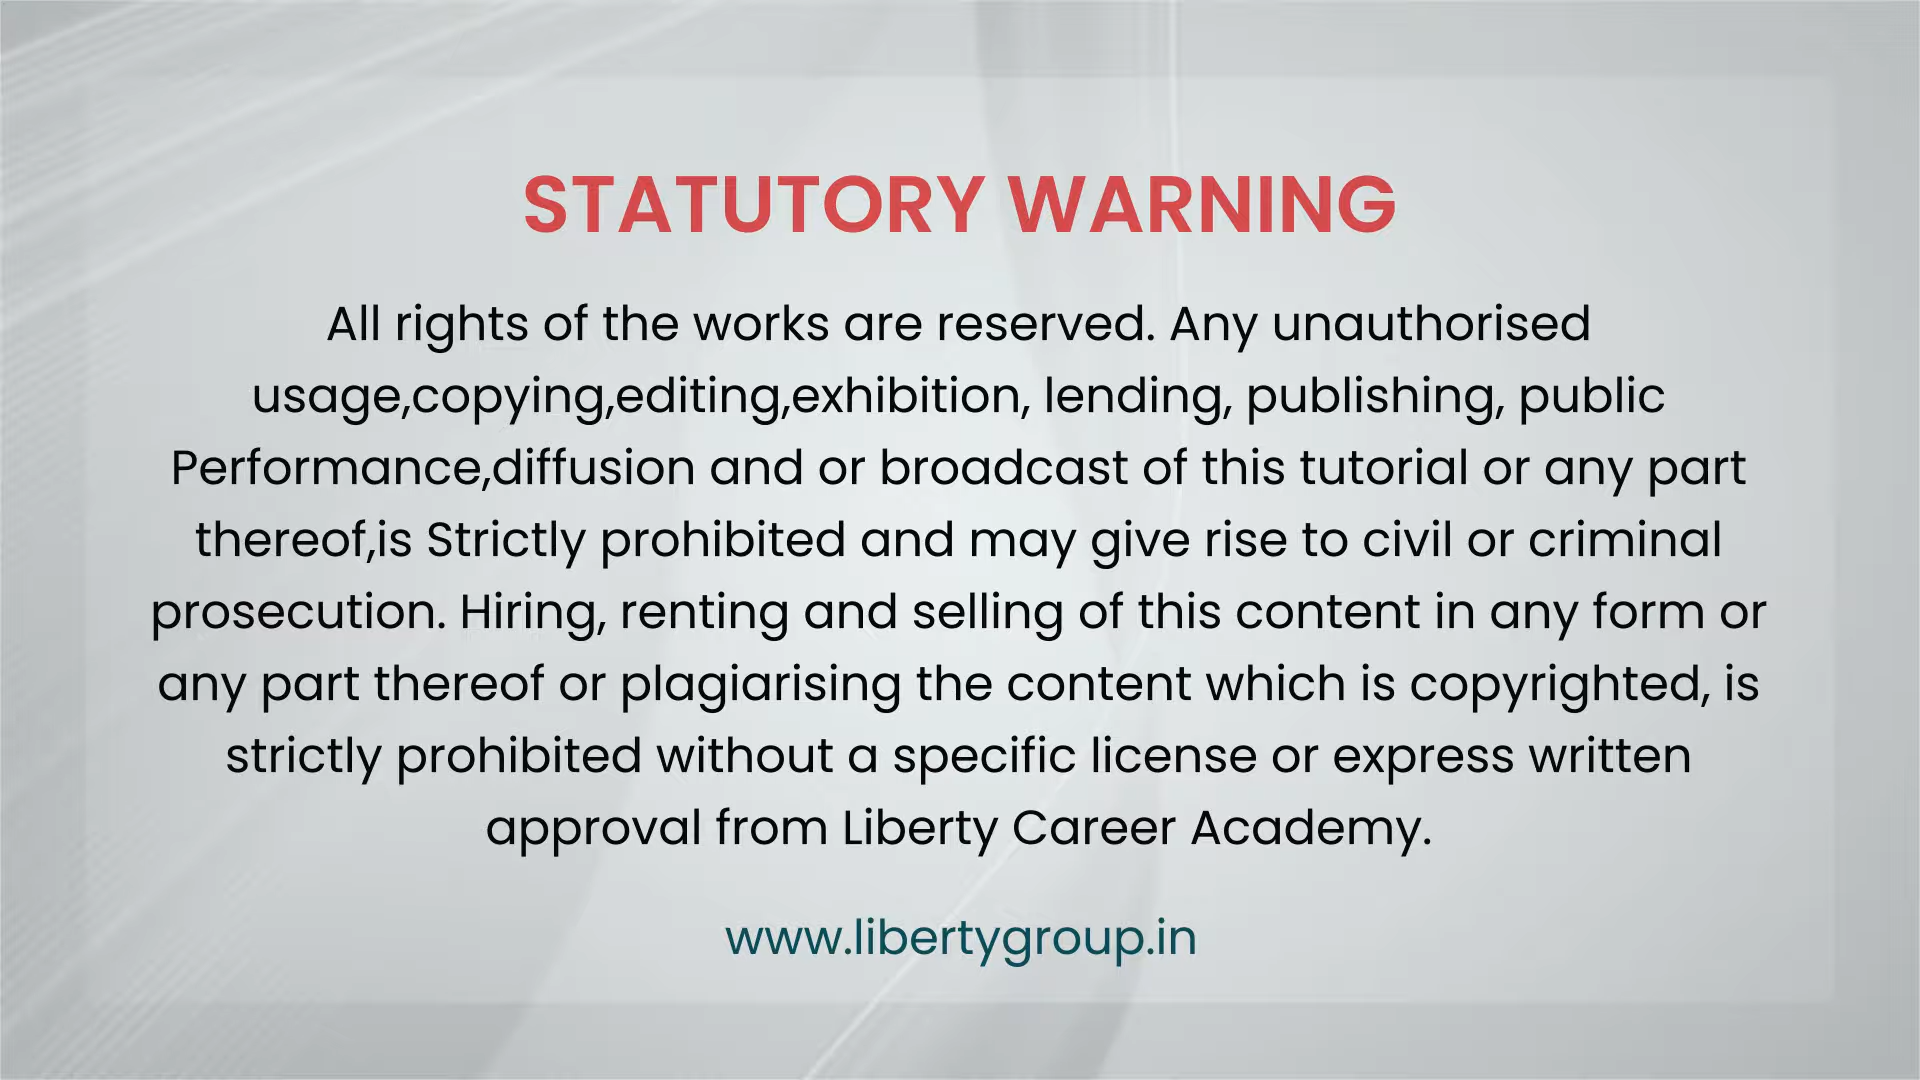 STATUTORY WARNING
All rights of the works are reserved. Any unauthorised
usage,copying,editing,exhibition, lending, publishing, public
Performance,diffusion and or broadcast of this tutorial or any part
thereof,is Strictly prohibited and may give rise to civil or criminal
prosecution. Hiring, renting and selling of this content in any form or
any part thereof or plagiarising the content which is copyrighted, is
strictly prohibited without a specific license or express written
approval from Liberty Career Academy.
www.libertygroup.in